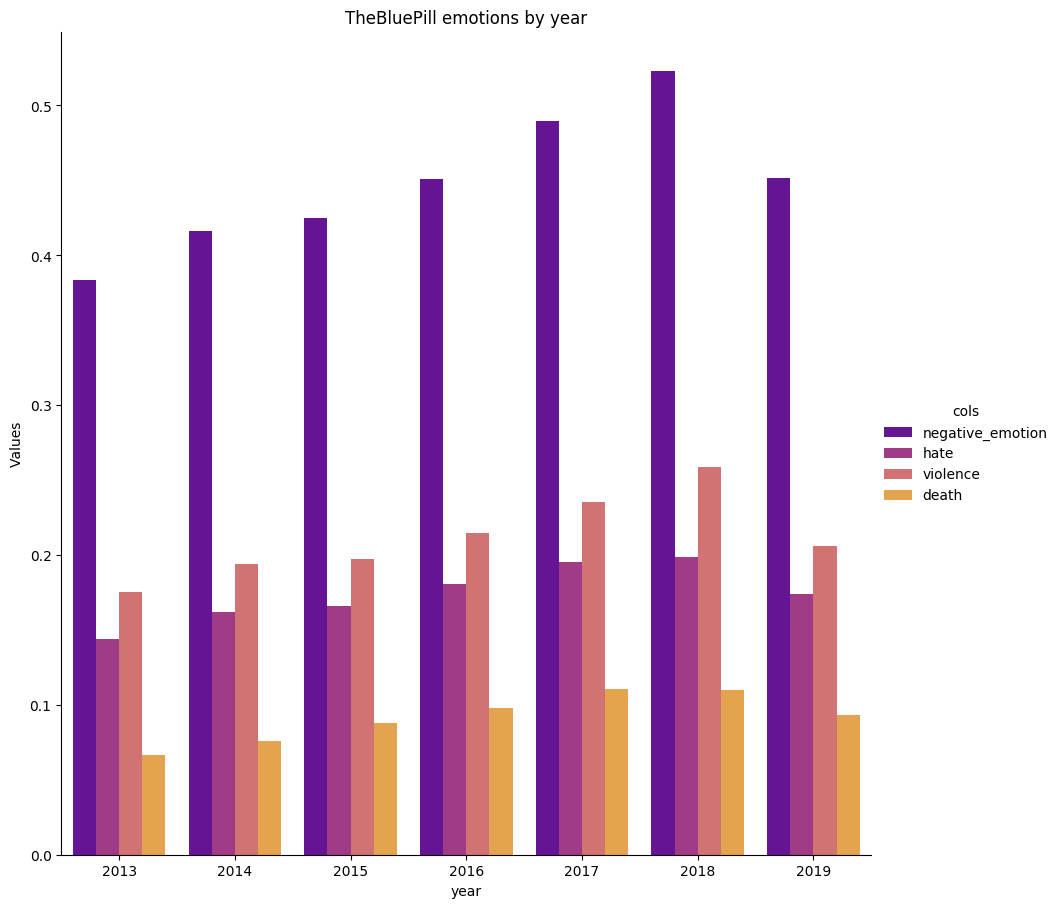 TheBluePill emotions by year
0.5
0.4
0.3
0.2
0.1
0.0
Values
2013 2014 2015 2016 2017 2018 2019
year
cols
negative_emotion
hate
violence
death